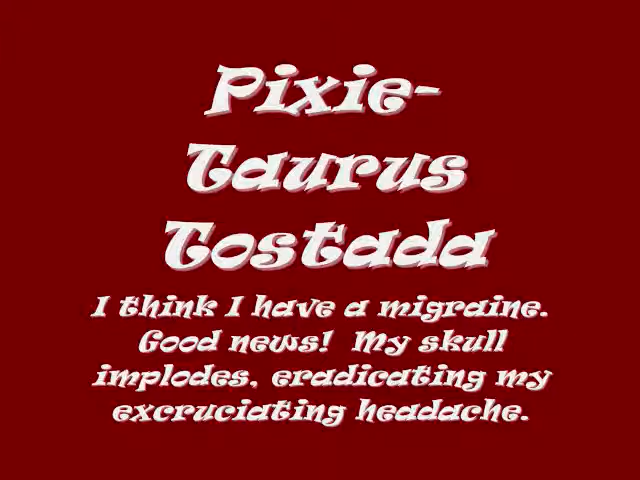 Pixie-
Taurus
Tostada
I think I have a migraine.
Good news!  My skull
implodes, eradicating my
excruciating headache.